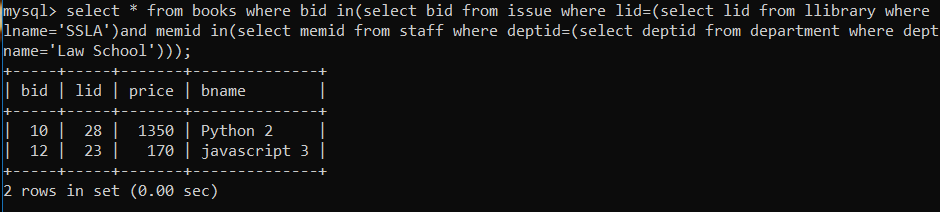 mysql> select * from books where bid in(select bid from issue where lid=(select lid from llibrary where
lname='SSLA')and memid in(select memid from staff where deptid=(select deptid from department where dept
name='Law School')));
+-----+-----+-------+--------------+
| bid | lid | price | bname        |
+-----+-----+-------+--------------+
|  10 |  28 |  1350 | Python 2     |
|  12 |  23 |   170 | javascript 3 |
+-----+-----+-------+--------------+
2 rows in set (0.00 sec)